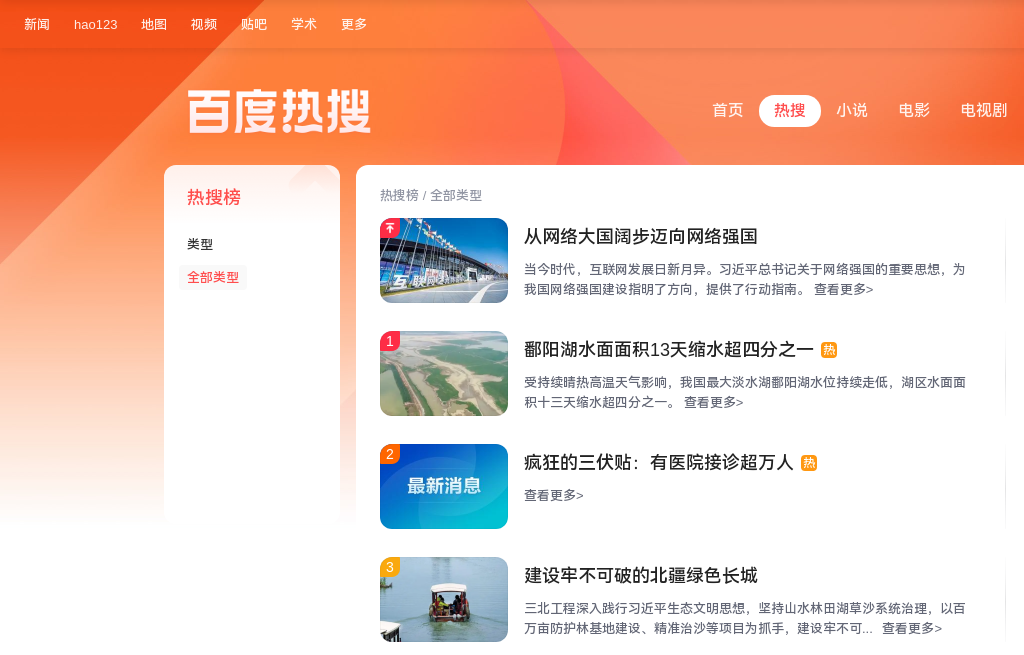 新闻 hao123 地图 视频 贴吧 学术 更多
百度热搜
首页 热搜 小说 电影 电视剧
热搜榜
类型
全部类型
热搜榜 / 全部类型
从网络大国阔步迈向网络强国
当今时代，互联网发展日新月异。习近平总书记关于网络强国的重要思想，为
我国网络强国建设指明了方向，提供了行动指南。 查看更多>
1
鄱阳湖水面面积13天缩水超四分之一 热
受持续晴热高温天气影响，我国最大淡水湖鄱阳湖水位持续走低，湖区水面面
积十三天缩水超四分之一。 查看更多>
2
最新消息
疯狂的三伏贴：有医院接诊超万人 热
查看更多>
3
建设牢不可破的北疆绿色长城
三北工程深入践行习近平生态文明思想，坚持山水林田湖草沙系统治理，以百
万亩防护林基地建设、精准治沙等项目为抓手，建设牢不可... 查看更多>